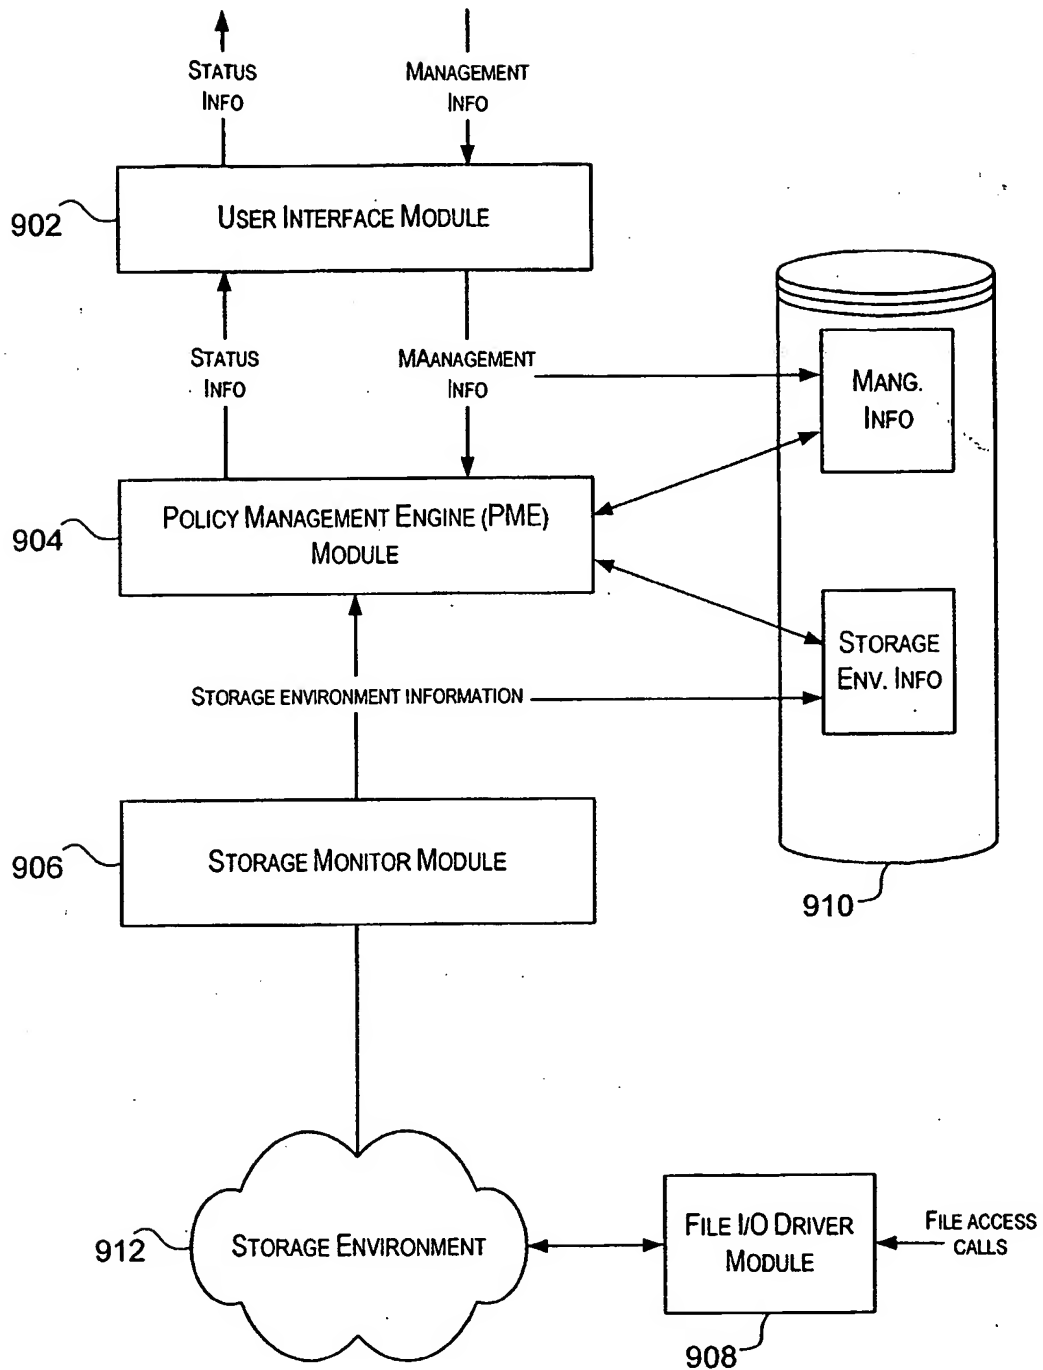 STATUS
INFO
MANAGEMENT
INFO
902
USER INTERFACE MODULE
STATUS
INFO
MAANAGEMENT
INFO
MANG.
INFO
904
POLICY MANAGEMENT ENGINE (PME)
MODULE
STORAGE
ENV. INFO
STORAGE ENVIRONMENT INFORMATION
906
STORAGE MONITOR MODULE
910
912
STORAGE ENVIRONMENT
FILE I/O DRIVER
MODULE
FILE ACCESS
CALLS
908